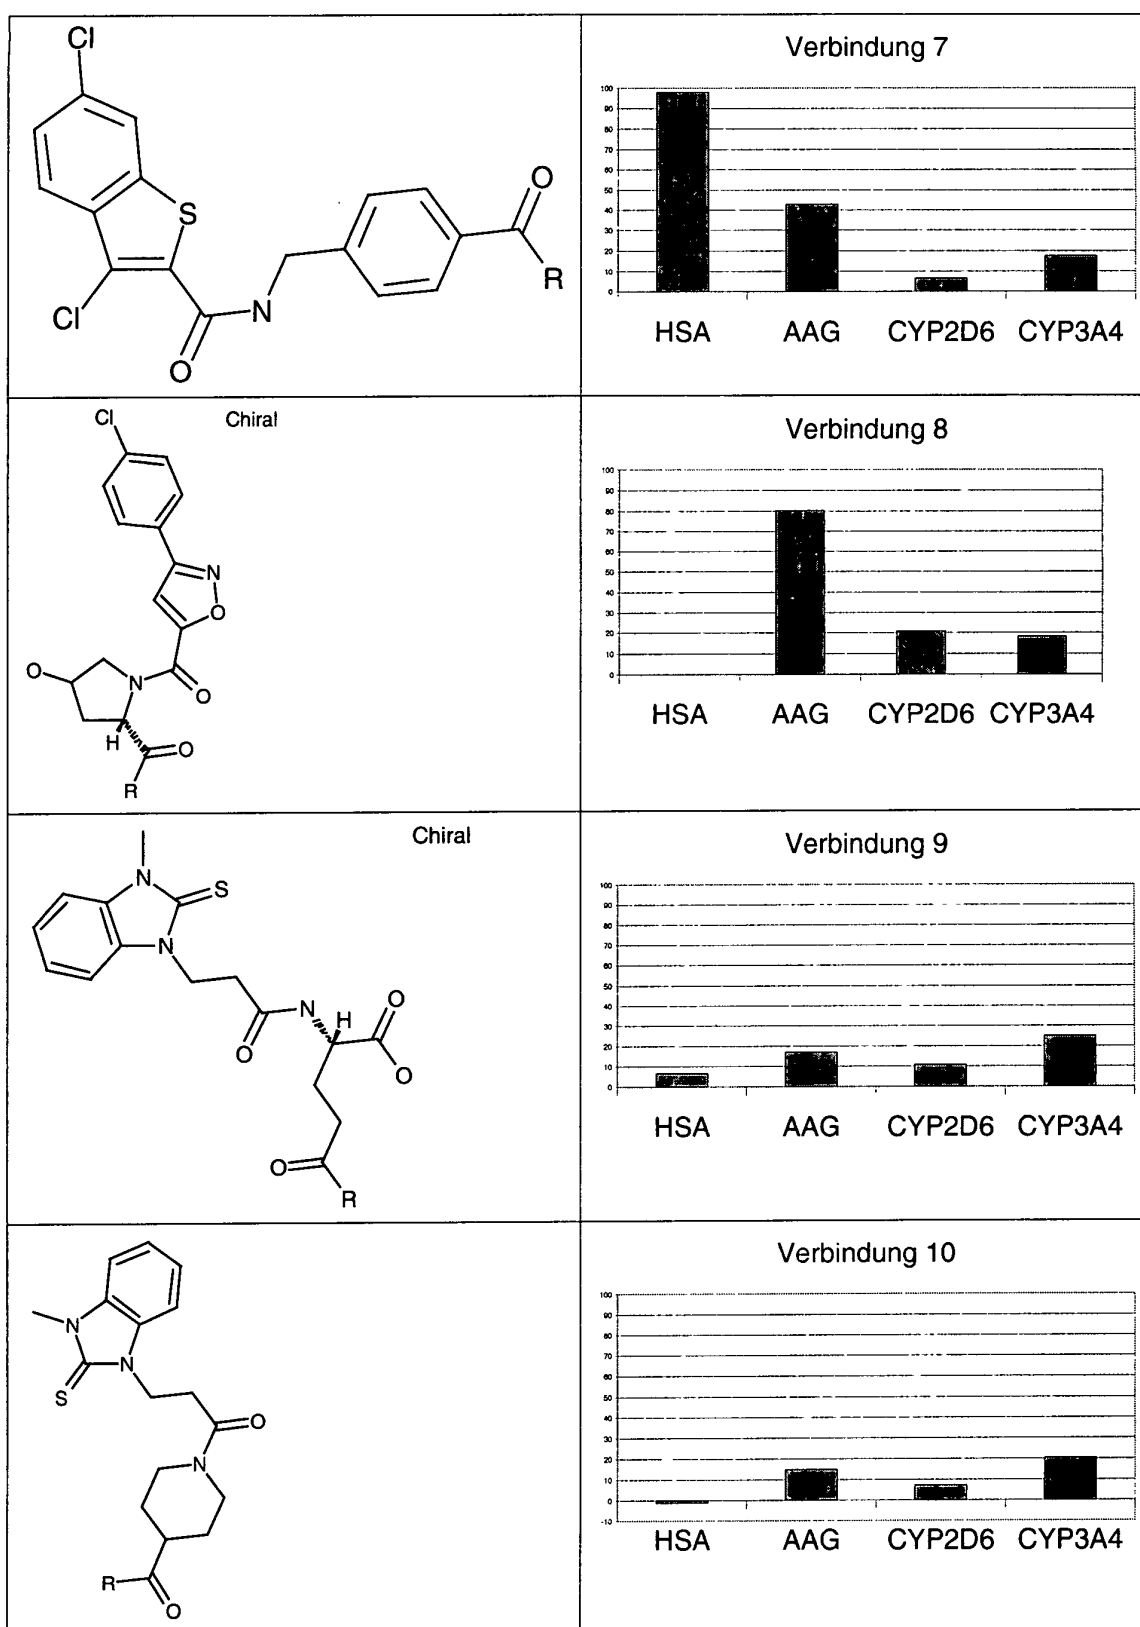 Cl
S
Cl
N
H
O
O
R
Verbindung 7
100
90
80
70
60
50
40
30
20
10
0
HSA AAG CYP2D6 CYP3A4
Cl
Chiral
N
O
O
N
O
H
O
R
Verbindung 8
100
90
80
70
60
50
40
30
20
10
0
HSA AAG CYP2D6 CYP3A4
Chiral
N
S
N
N
H
O
O
O
O
R
Verbindung 9
100
90
80
70
60
50
40
30
20
10
0
HSA AAG CYP2D6 CYP3A4
N
N
S
O
N
R
O
Verbindung 10
100
90
80
70
60
50
40
30
20
10
0
-10
HSA AAG CYP2D6 CYP3A4